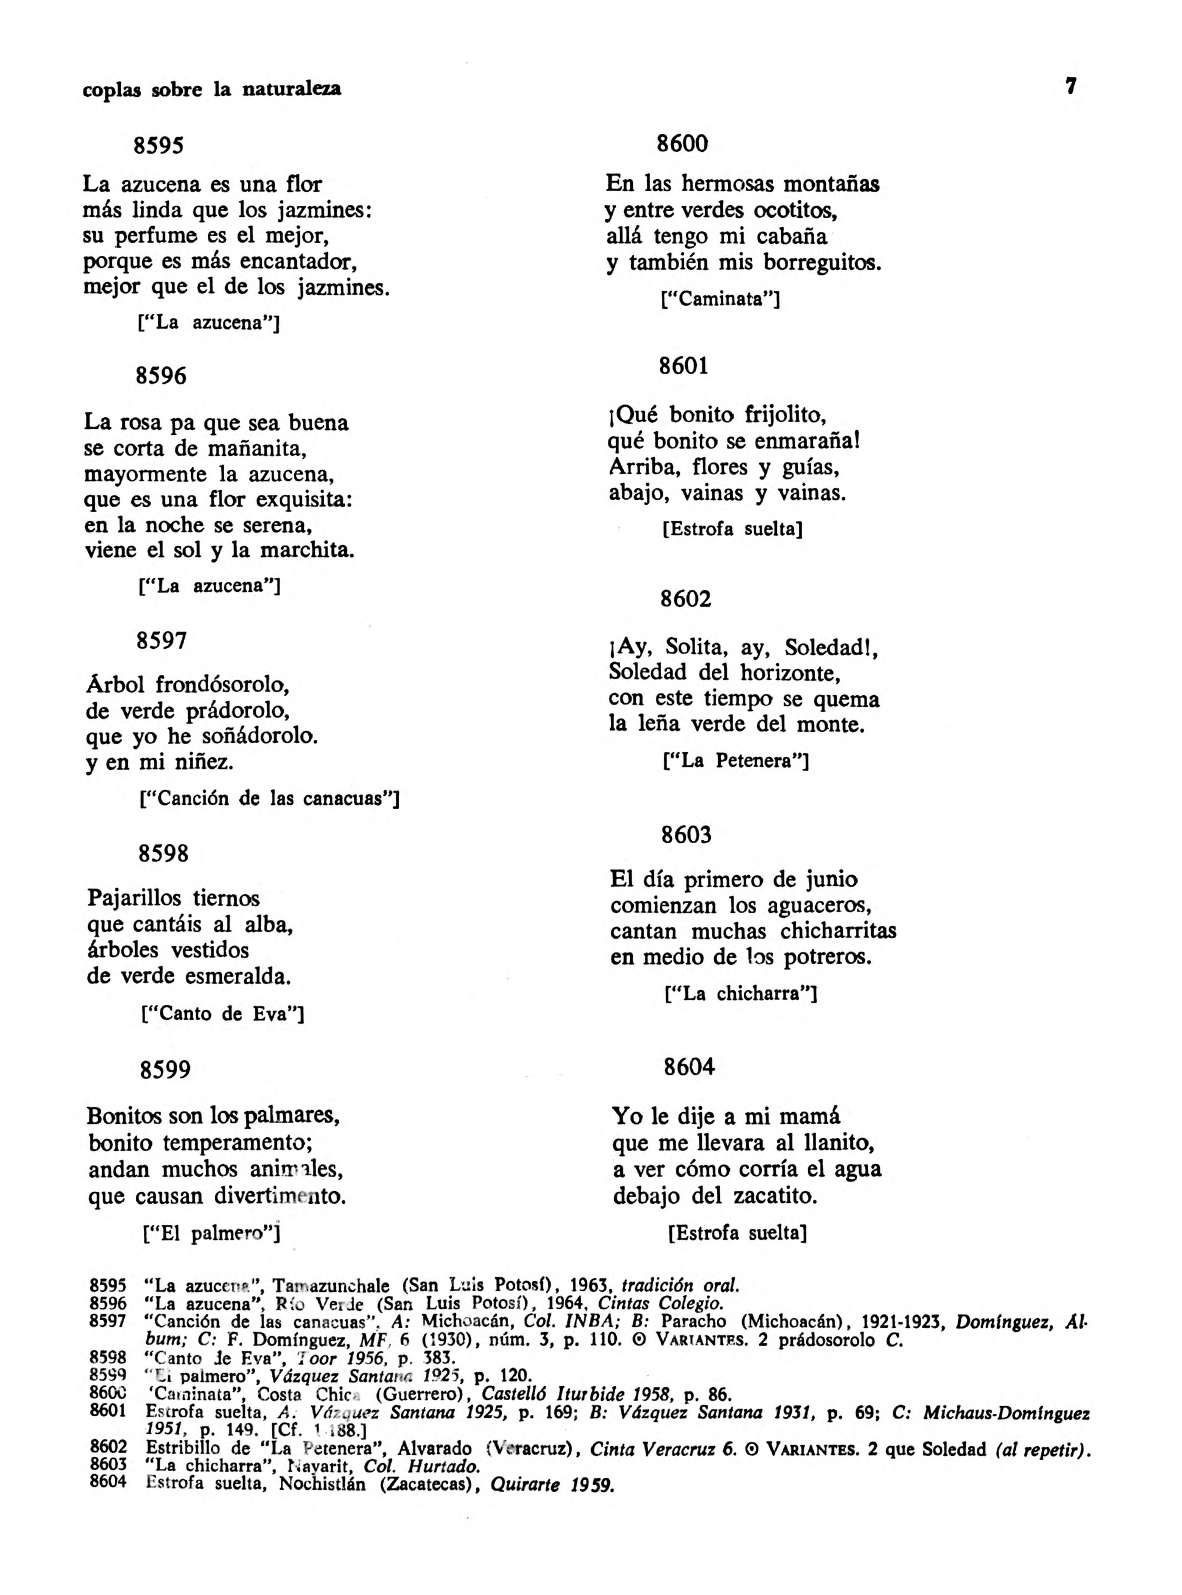 coplas sobre la naturaleza 7
8595
La azucena es una flor
más linda que los jazmines:
su perfume es el mejor,
porque es más encantador,
mejor que el de los jazmines.
["La azucena"]
8596
La rosa pa que sea buena
se corta de mañanita,
mayormente la azucena,
que es una flor exquisita:
en la noche se serena,
viene el sol y la marchita.
["La azucena"]
8597
Árbol frondósorolo,
de verde prádorolo,
que yo he soñádorolo.
y en mi niñez.
["Canción de las canacuas"]
8598
Pajarillos tiernos
que cantáis al alba,
árboles vestidos
de verde esmeralda.
["Canto de Eva"]
8599
Bonitos son los palmares,
bonito temperamento;
andan muchos animales,
que causan divertimento.
["El palmero"]
8600
En las hermosas montañas
y entre verdes ocotitos,
allá tengo mi cabaña
y también mis borreguitos.
["Caminata"]
8601
¡Qué bonito frijolito,
qué bonito se enmaraña!
Arriba, flores y guías,
abajo, vainas y vainas.
[Estrofa suelta]
8602
¡Ay, Solita, ay, Soledad!,
Soledad del horizonte,
con este tiempo se quema
la leña verde del monte.
["La Petenera"]
8603
El día primero de junio
comienzan los aguaceros,
cantan muchas chicharritas
en medio de los potreros.
["La chicharra"]
8604
Yo le dije a mi mamá
que me llevara al llanito,
a ver cómo corría el agua
debajo del zacatito.
[Estrofa suelta]
8595 "La azucena", Tamazunchale (San Luis Potosí), 1963, tradición oral.
8596 "La azucena", Río Verde (San Luis Potosí), 1964, Cintas Colegio.
8597 "Canción de las canacuas". A: Michoacán, Col. INBA; B: Paracho (Michoacán), 1921-1923, Domínguez, Ál-
bum; C: F. Domínguez, MF, 6 (1930), núm. 3, p. 110. ⊙ VARIANTES. 2 prádosorolo C.
8598 "Canto de Eva", Toor 1956, p. 383.
8599 "El palmero", Vázquez Santana 1925, p. 120.
8600 'Caminata", Costa Chica (Guerrero), Castelló Iturbide 1958, p. 86.
8601 Estrofa suelta, A: Vázquez Santana 1925, p. 169; B: Vázquez Santana 1931, p. 69; C: Michaus-Domínguez
1951, p. 149. [Cf.
8602 Estribillo de "La Petenera", Alvarado (Veracruz), Cinta Veracruz 6. ⊙ VARIANTES. 2 que Soledad (al repetir).
8603 "La chicharra", Nayarit, Col. Hurtado.
8604 Estrofa suelta, Nochistlán (Zacatecas), Quirarte 1959.